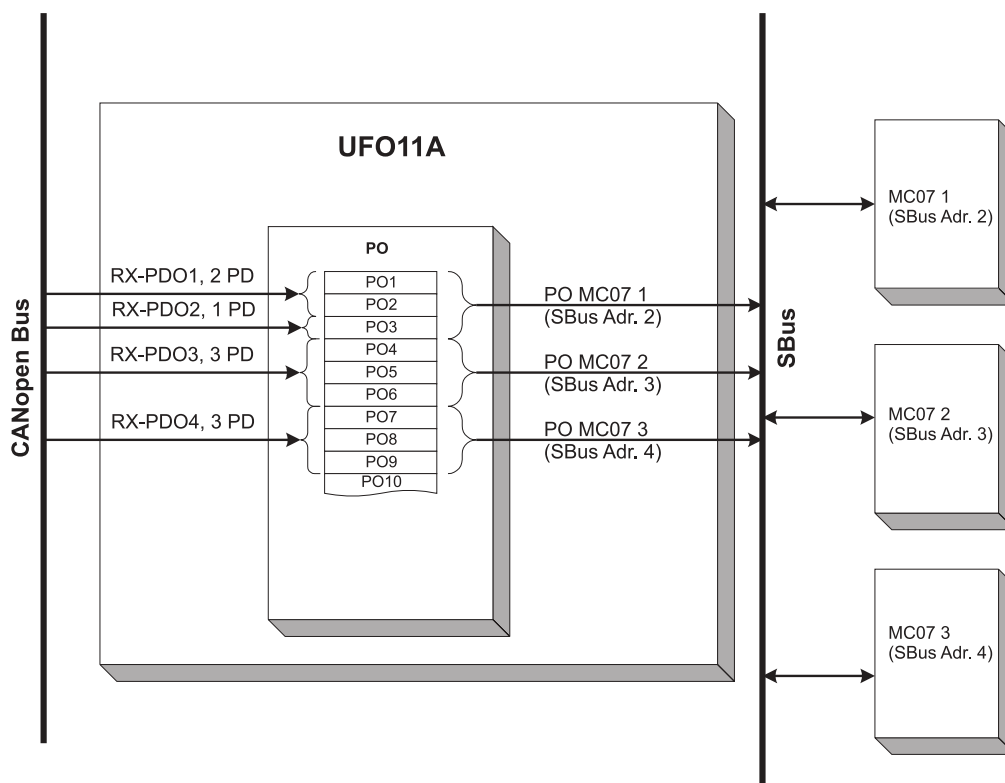 UFO11A
CANopen Bus
RX-PDO1, 2 PD
RX-PDO2, 1 PD
RX-PDO3, 3 PD
RX-PDO4, 3 PD
PO
PO1
PO2
PO3
PO4
PO5
PO6
PO7
PO8
PO9
PO10
PO MC07 1
(SBus Adr. 2)
PO MC07 2
(SBus Adr. 3)
PO MC07 3
(SBus Adr. 4)
SBus
MC07 1
(SBus Adr. 2)
MC07 2
(SBus Adr. 3)
MC07 3
(SBus Adr. 4)